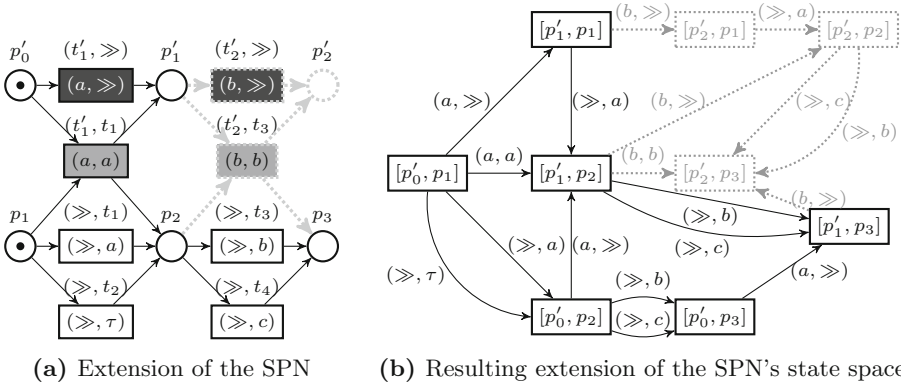 (t′₁, ≫) (t′₂, ≫)
p′₀ p′₁ p′₂
(a, ≫) (b, ≫)
(t′₁, t₁) (t′₂, t₃)
(a, a) (b, b)
p₁ (≫, t₁) p₂ (≫, t₃) p₃
(≫, a) (≫, b)
(≫, t₂) (≫, t₄)
(≫, τ) (≫, c)
(a) Extension of the SPN
[p′₁, p₁] (b, ≫) [p′₂, p₁] (≫, a) [p′₂, p₂]
(a, ≫) (≫, a) (b, ≫) (≫, c) (≫, b)
[p′₀, p₁] (a, a) [p′₁, p₂] (b, b) [p′₂, p₃]
(b, ≫)
(≫, b) [p′₁, p₃]
(≫, τ) (≫, a) (a, ≫) (≫, c)
(≫, b) (a, ≫)
[p′₀, p₂] (≫, c) [p′₀, p₃]
(b) Resulting extension of the SPN's state space